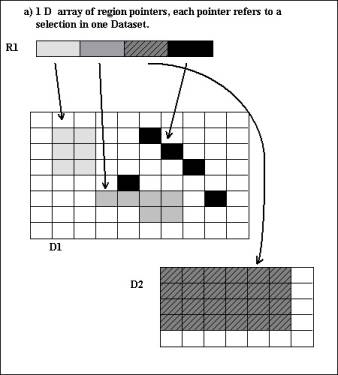 a) 1 D array of region pointers, each pointer refers to a
selection in one Dataset.
R1
D1
D2